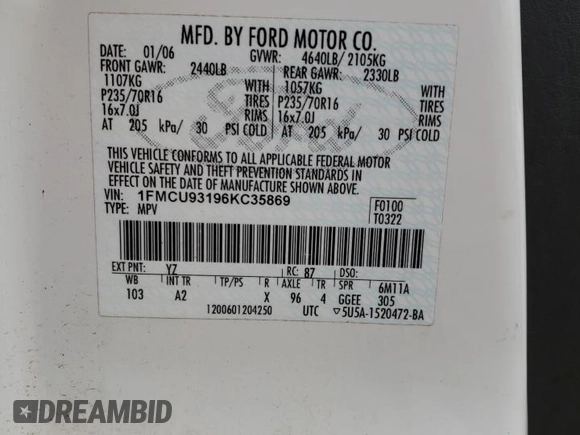 MFD. BY FORD MOTOR CO.
DATE: 01/06 GVWR: 4640LB/ 2105KG
FRONT GAWR: 2440LB REAR GAWR: 2330LB
1107KG WITH 1057KG WITH
P235/70R16 TIRES P235/70R16 TIRES
16x7.0J RIMS 16x7.0J RIMS
AT 205 kPa/ 30 PSI COLD AT 205 kPa/ 30 PSI COLD
THIS VEHICLE CONFORMS TO ALL APPLICABLE FEDERAL MOTOR
VEHICLE SAFETY AND THEFT PREVENTION STANDARDS IN
EFFECT ON THE DATE OF MANUFACTURE SHOWN ABOVE.
VIN: 1FMCU93196KC35869 F0100
TYPE: MPV T0322
EXT PNT: YZ RC: 87 DSO:
WB INT TR TP/PS R AXLE TR SPR 6M11A
103 A2 X 96 4 GGEE 305
1200601204250 UTC ▽5U5A-1520472-BA
Ford
DREAMBID